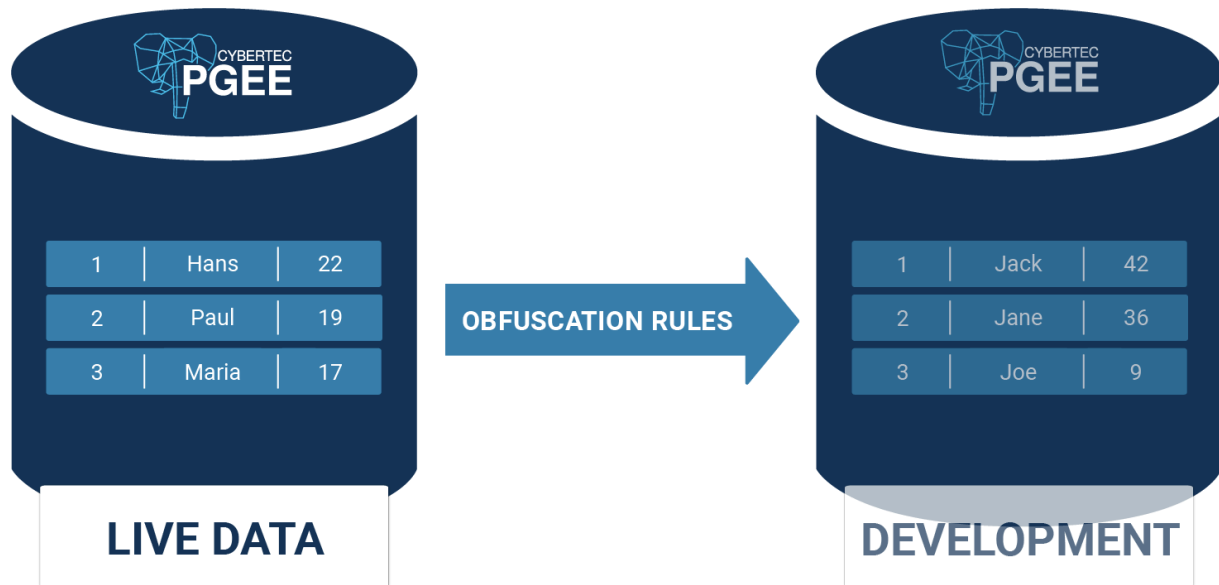 CYBERTEC
PGEE
1 Hans 22
2 Paul 19
3 Maria 17
LIVE DATA
OBFUSCATION RULES
CYBERTEC
PGEE
1 Jack 42
2 Jane 36
3 Joe 9
DEVELOPMENT